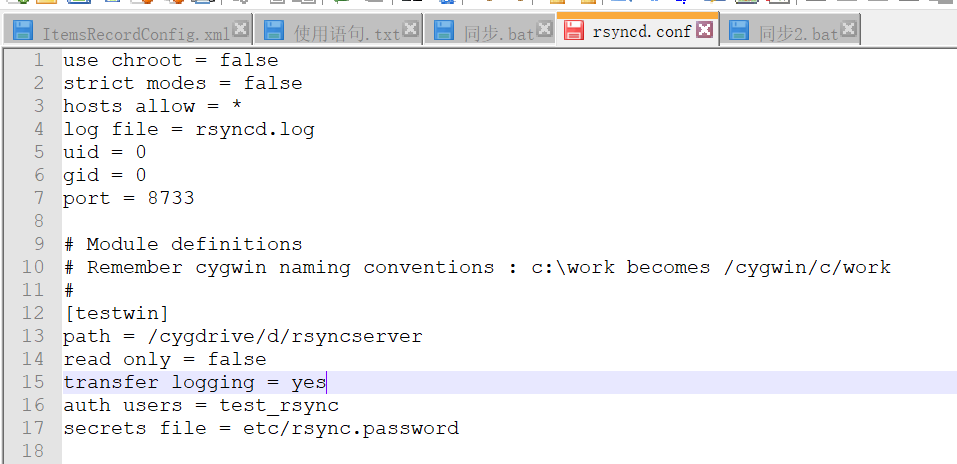 ItemsRecordConfig.xml 使用语句.txt 同步.bat rsyncd.conf 同步2.bat
1 use chroot = false
2 strict modes = false
3 hosts allow = *
4 log file = rsyncd.log
5 uid = 0
6 gid = 0
7 port = 8733
8
9 # Module definitions
10 # Remember cygwin naming conventions : c:\work becomes /cygwin/c/work
11 #
12 [testwin]
13 path = /cygdrive/d/rsyncserver
14 read only = false
15 transfer logging = yes
16 auth users = test_rsync
17 secrets file = etc/rsync.password
18